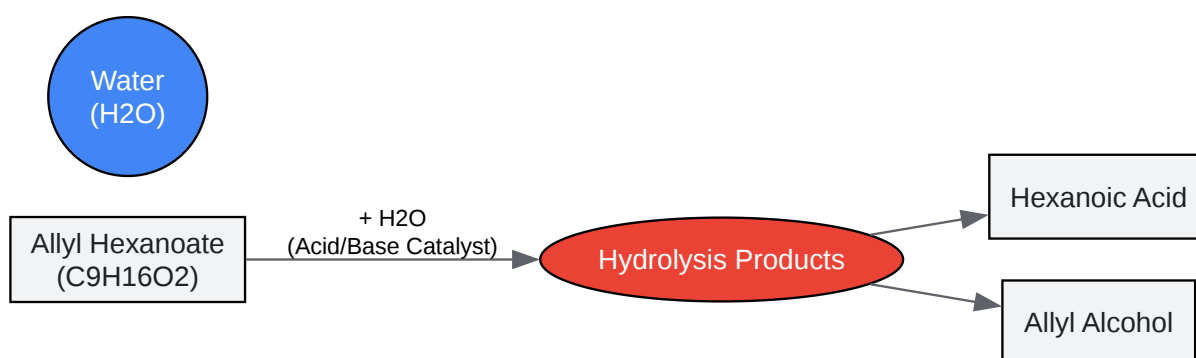 Water
(H2O)
Allyl Hexanoate
(C9H16O2)
+ H2O
(Acid/Base Catalyst)
Hydrolysis Products
Hexanoic Acid
Allyl Alcohol